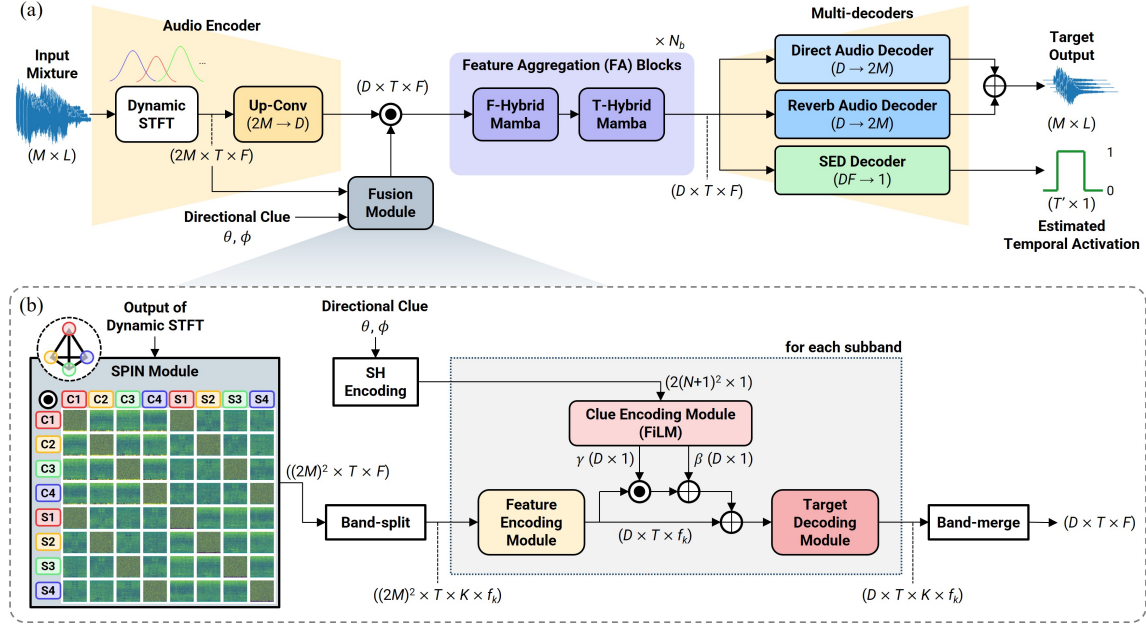 (a)
Audio Encoder
Multi-decoders
Input
Mixture
(M × L)
...
Dynamic
STFT
Up-Conv
(2M → D)
(2M × T × F)
(D × T × F)
× N_b
Feature Aggregation (FA) Blocks
F-Hybrid
Mamba
T-Hybrid
Mamba
(D × T × F)
Direct Audio Decoder
(D → 2M)
Reverb Audio Decoder
(D → 2M)
SED Decoder
(DF → 1)
Target
Output
(M × L)
1
0
(T′ × 1)
Estimated
Temporal Activation
Fusion
Module
Directional Clue
θ, ϕ
(b)
Output of
Dynamic STFT
SPIN Module
C1 C2 C3 C4 S1 S2 S3 S4
C1
C2
C3
C4
S1
S2
S3
S4
((2M)² × T × F)
Directional Clue
θ, ϕ
SH
Encoding
for each subband
(2(N+1)² × 1)
Clue Encoding Module
(FiLM)
γ (D × 1)
β (D × 1)
Band-split
Feature
Encoding
Module
(D × T × f_k)
Target
Decoding
Module
Band-merge
(D × T × F)
((2M)² × T × K × f_k)
(D × T × K × f_k)